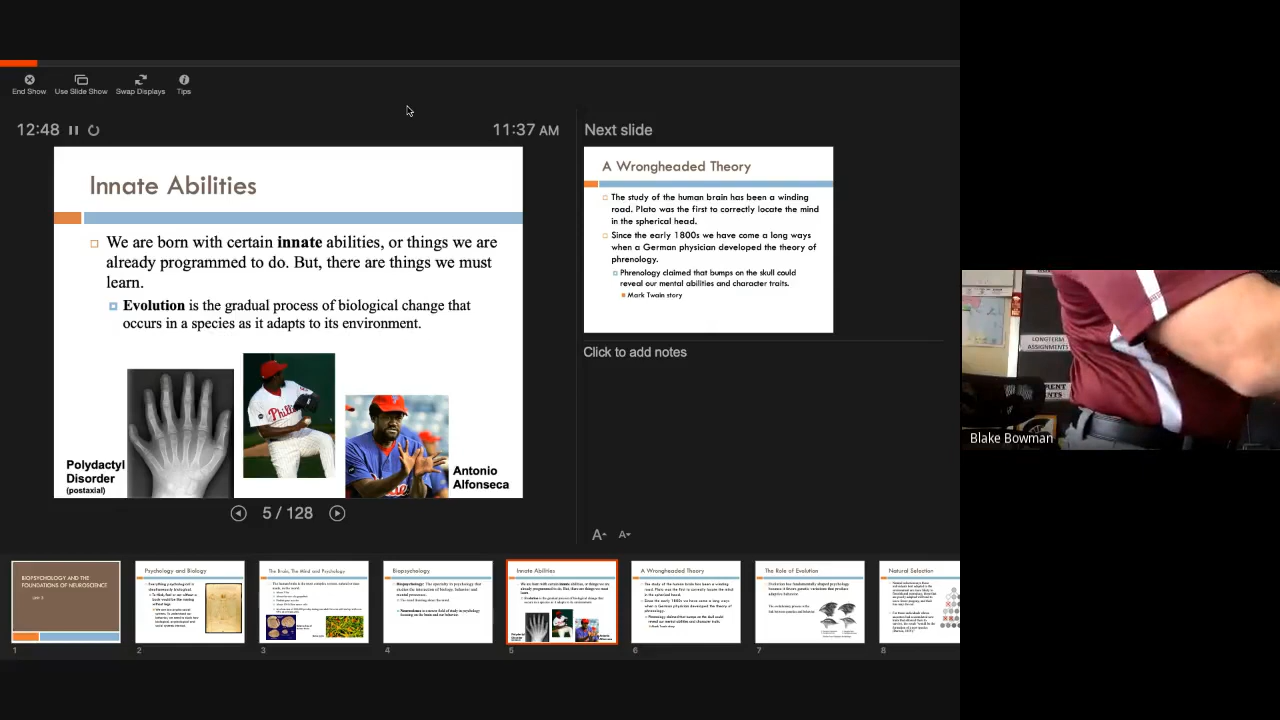 End Show
Use Slide Show
Swap Displays
Tips
12:48
11:37 AM
Innate Abilities
We are born with certain innate abilities, or things we are
already programmed to do. But, there are things we must
learn.
Evolution is the gradual process of biological change that
occurs in a species as it adapts to its environment.
Phillies
Polydactyl
Disorder
(postaxial)
Antonio
Alfonseca
5 / 128
Next slide
A Wrongheaded Theory
The study of the human brain has been a winding
road. Plato was the first to correctly locate the mind
in the spherical head.
Since the early 1800s we have come a long ways
when a German physician developed the theory of
phrenology.
Phrenology claimed that bumps on the skull could
reveal our mental abilities and character traits.
Mark Twain story
Click to add notes
A
A
LONGTERM
ASSIGNMENTS
Blake Bowman
BIOPSYCHOLOGY AND THE
FOUNDATIONS OF NEUROSCIENCE
1
Psychology and Biology
2
The Brain, The Mind and Psychology
3
Biopsychology
4
Innate Abilities
5
A Wrongheaded Theory
6
The Role of Evolution
7
Natural Selection
8